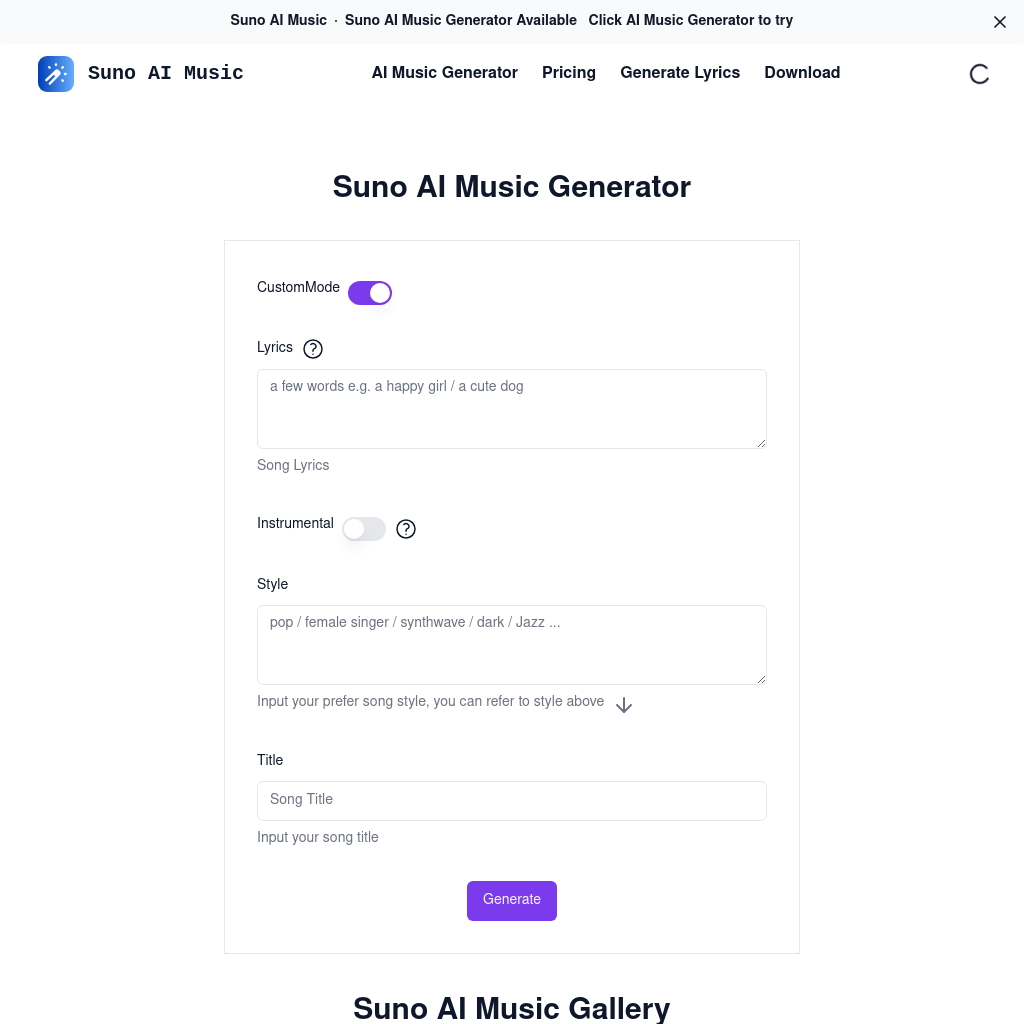 Suno AI Music · Suno AI Music Generator Available Click AI Music Generator to try
Suno AI Music
AI Music Generator Pricing Generate Lyrics Download
Suno AI Music Generator
CustomMode
Lyrics
a few words e.g. a happy girl / a cute dog
Song Lyrics
Instrumental
Style
pop / female singer / synthwave / dark / Jazz ...
Input your prefer song style, you can refer to style above
Title
Song Title
Input your song title
Generate
Suno AI Music Gallery